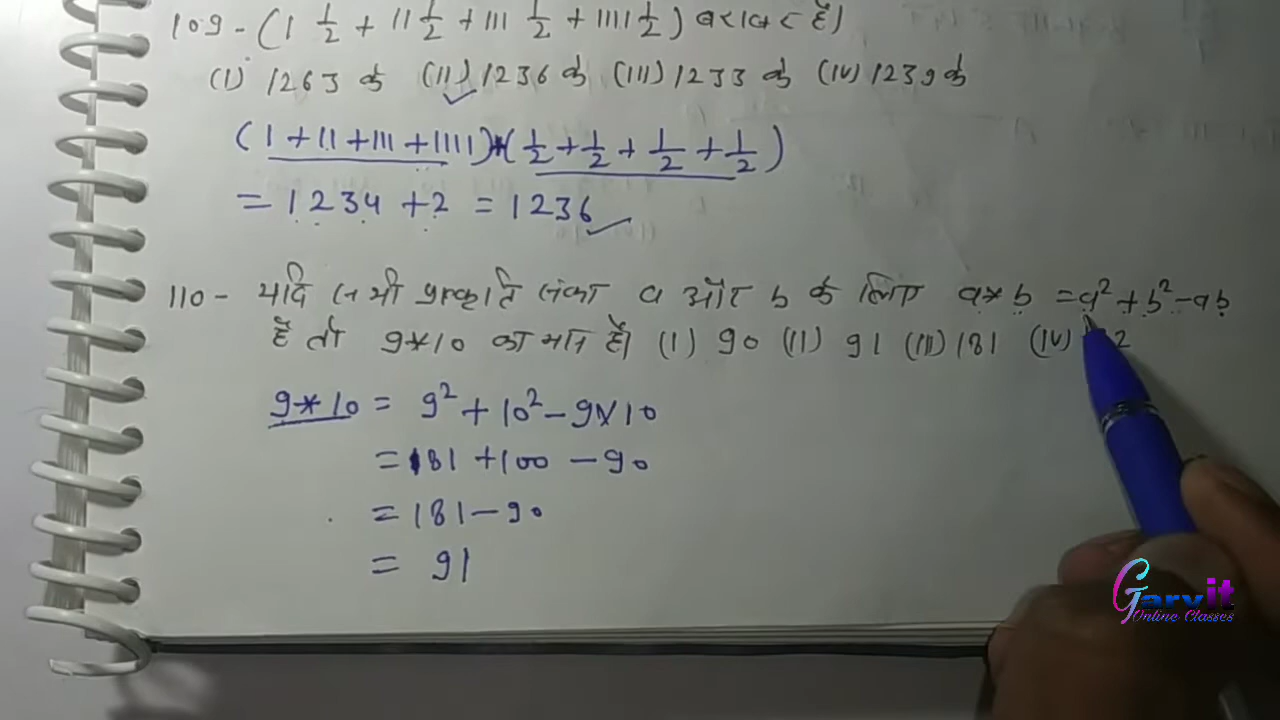 109 - (1 1/2 + 11 1/2 + 111 1/2 + 1111 1/2) बराबर है।
(I) 1263 के (II) 1236 के (III) 1233 के (IV) 1239 के
(1 + 11 + 111 + 1111) + (1/2 + 1/2 + 1/2 + 1/2)
= 1234 + 2 = 1236
110 - यदि सभी प्राकृति संख्या a और b के लिए a * b = a² + b² - ab
है तो 9*10 का मान है। (I) 90 (II) 91 (III) 181 (IV)
9*10 = 9² + 10² - 9×10
= 81 + 100 - 90
= 181 - 90
= 91
Garvit
Online Classes